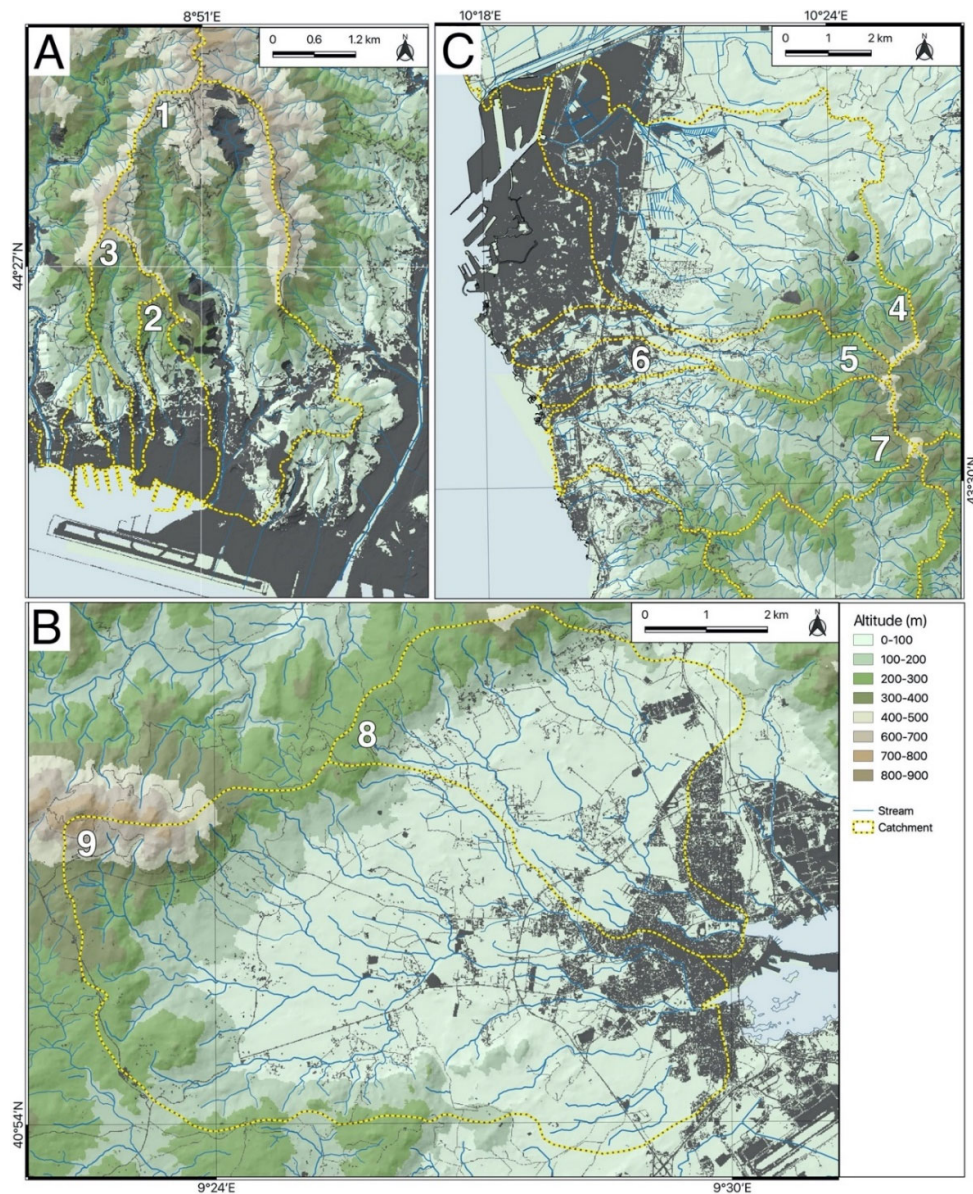 8°51'E
A
0 0.6 1.2 km
N
1
3
2
44°27'N
10°18'E 10°24'E
C
0 1 2 km
N
4
5
6
7
43°30'N
B
0 1 2 km
N
8
9
40°54'N
9°24'E 9°30'E
Altitude (m)
0-100
100-200
200-300
300-400
400-500
600-700
700-800
800-900
Stream
Catchment